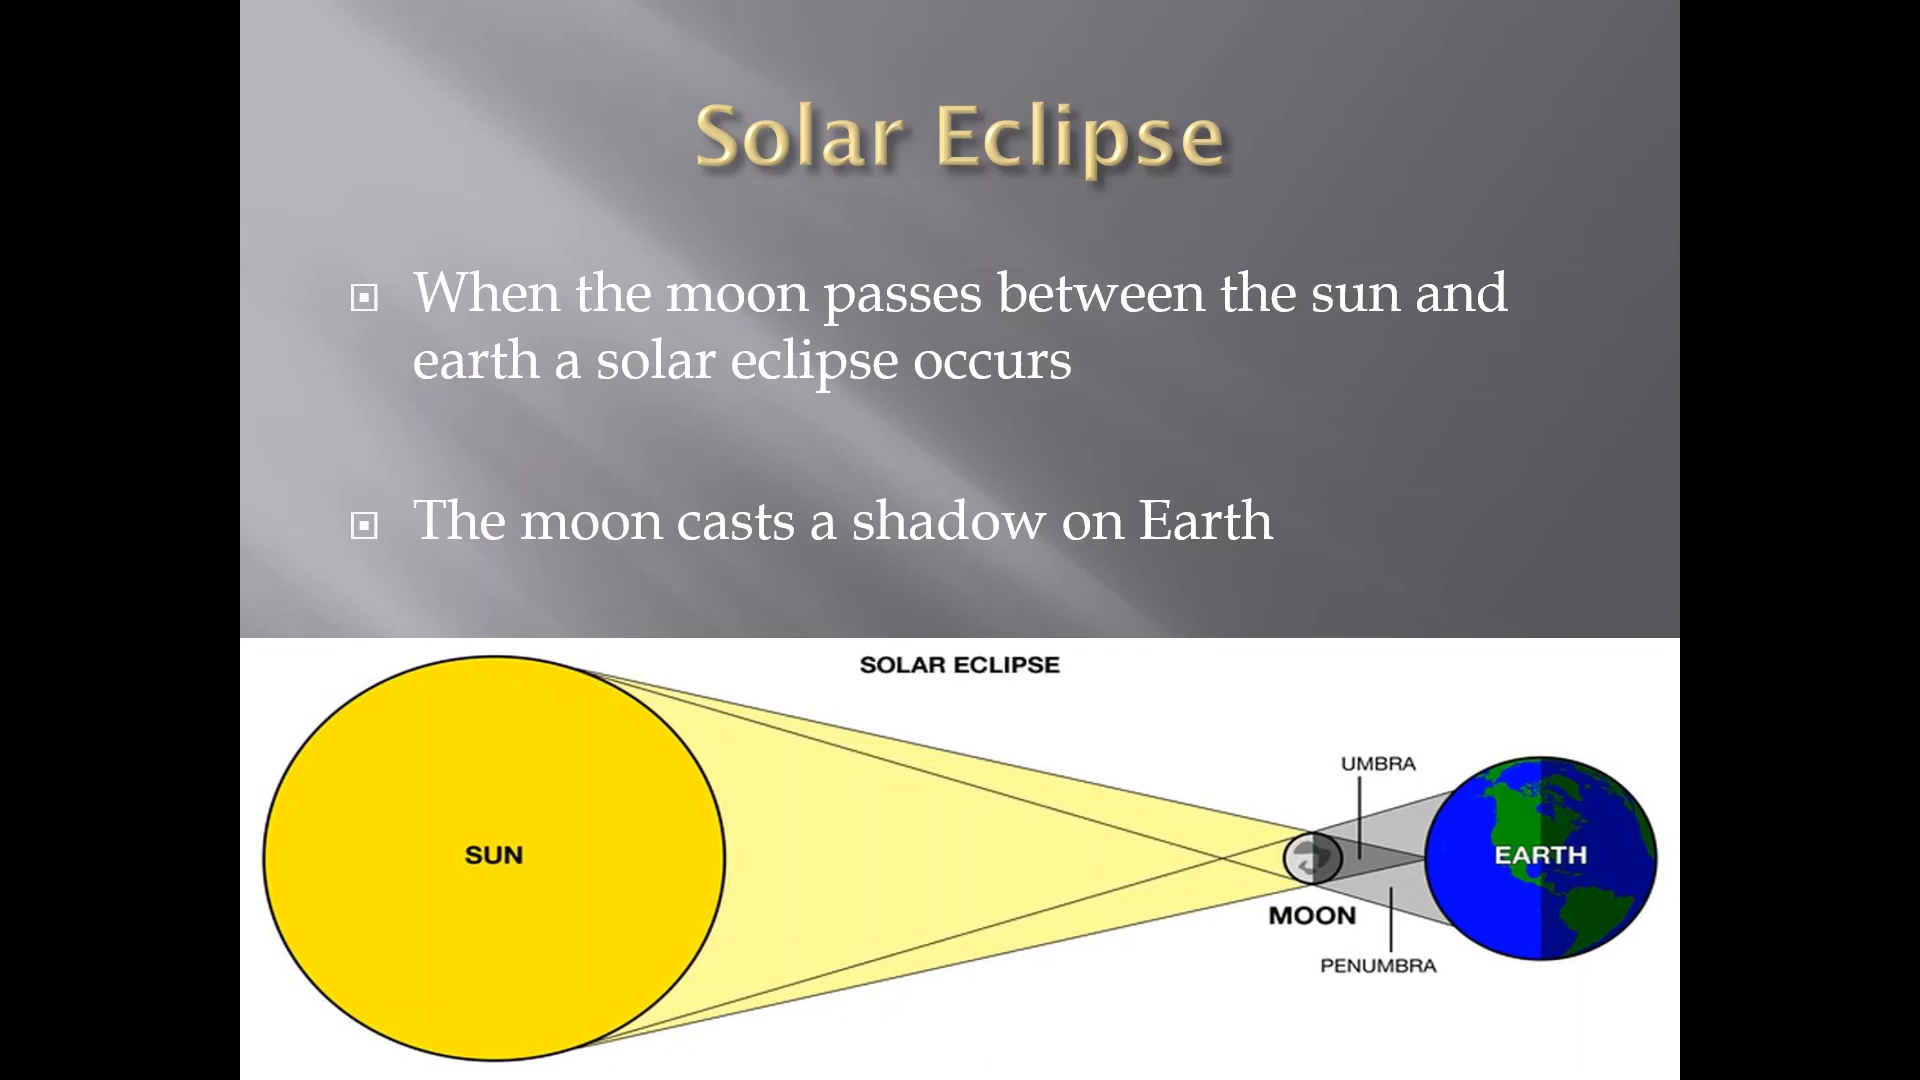 Solar Eclipse
When the moon passes between the sun and
earth a solar eclipse occurs
The moon casts a shadow on Earth
SOLAR ECLIPSE
UMBRA
SUN
EARTH
MOON
PENUMBRA